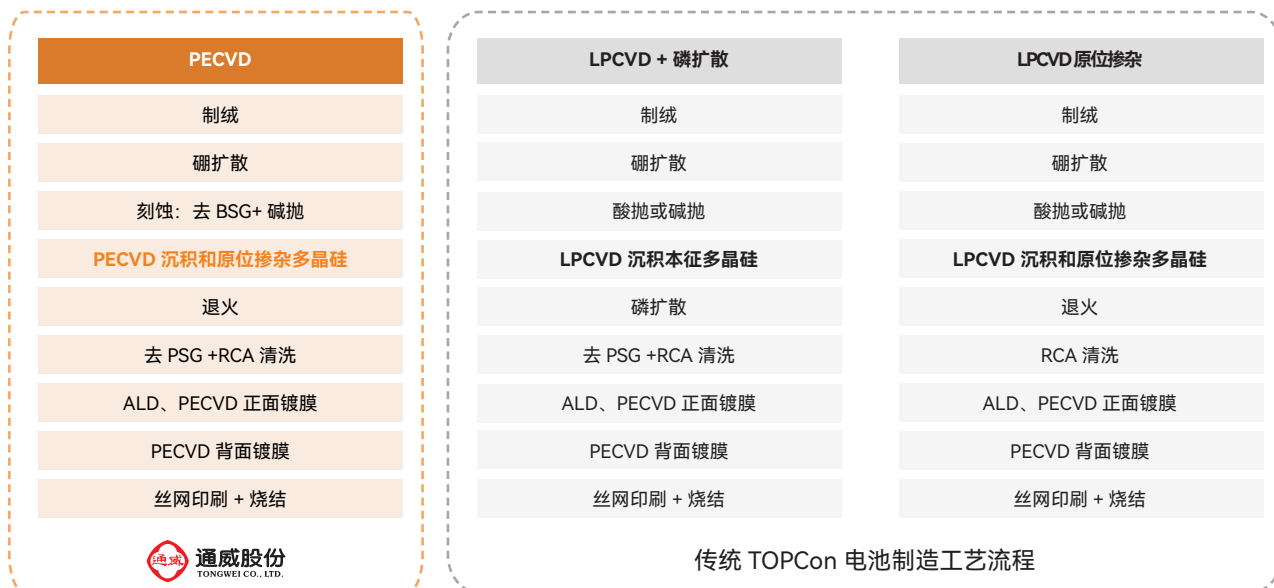 PECVD
制绒
硼扩散
刻蚀：去 BSG+ 碱抛
PECVD 沉积和原位掺杂多晶硅
退火
去 PSG +RCA 清洗
ALD、PECVD 正面镀膜
PECVD 背面镀膜
丝网印刷 + 烧结
通威
通威股份
TONGWEI CO., LTD.
LPCVD + 磷扩散
制绒
硼扩散
酸抛或碱抛
LPCVD 沉积本征多晶硅
磷扩散
去 PSG +RCA 清洗
ALD、PECVD 正面镀膜
PECVD 背面镀膜
丝网印刷 + 烧结
LPCVD 原位掺杂
制绒
硼扩散
酸抛或碱抛
LPCVD 沉积和原位掺杂多晶硅
退火
RCA 清洗
ALD、PECVD 正面镀膜
PECVD 背面镀膜
丝网印刷 + 烧结
传统 TOPCon 电池制造工艺流程